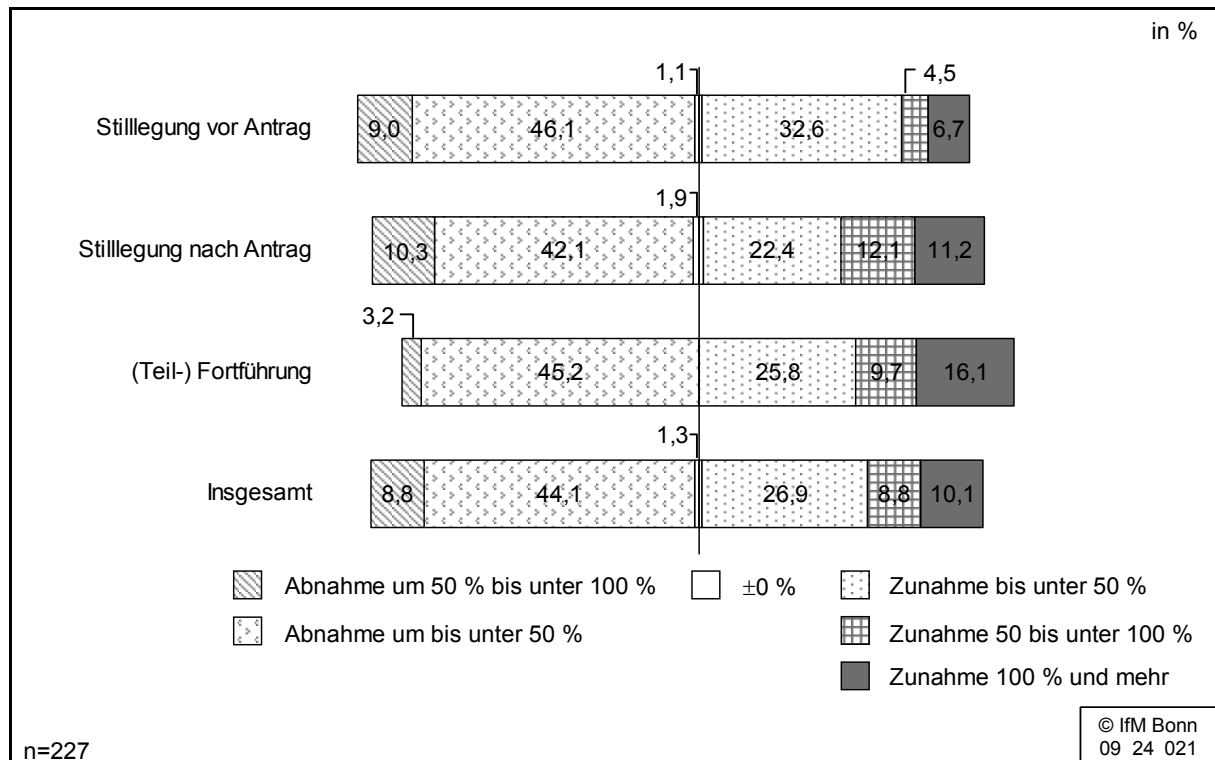 in %
1,1
4,5
Stilllegung vor Antrag
9,0
46,1
32,6
6,7
1,9
Stilllegung nach Antrag
10,3
42,1
22,4
12,1
11,2
3,2
(Teil-) Fortführung
45,2
25,8
9,7
16,1
1,3
Insgesamt
8,8
44,1
26,9
8,8
10,1
Abnahme um 50 % bis unter 100 %
±0 %
Zunahme bis unter 50 %
Abnahme um bis unter 50 %
Zunahme 50 bis unter 100 %
Zunahme 100 % und mehr
n=227
© IfM Bonn
09 24 021